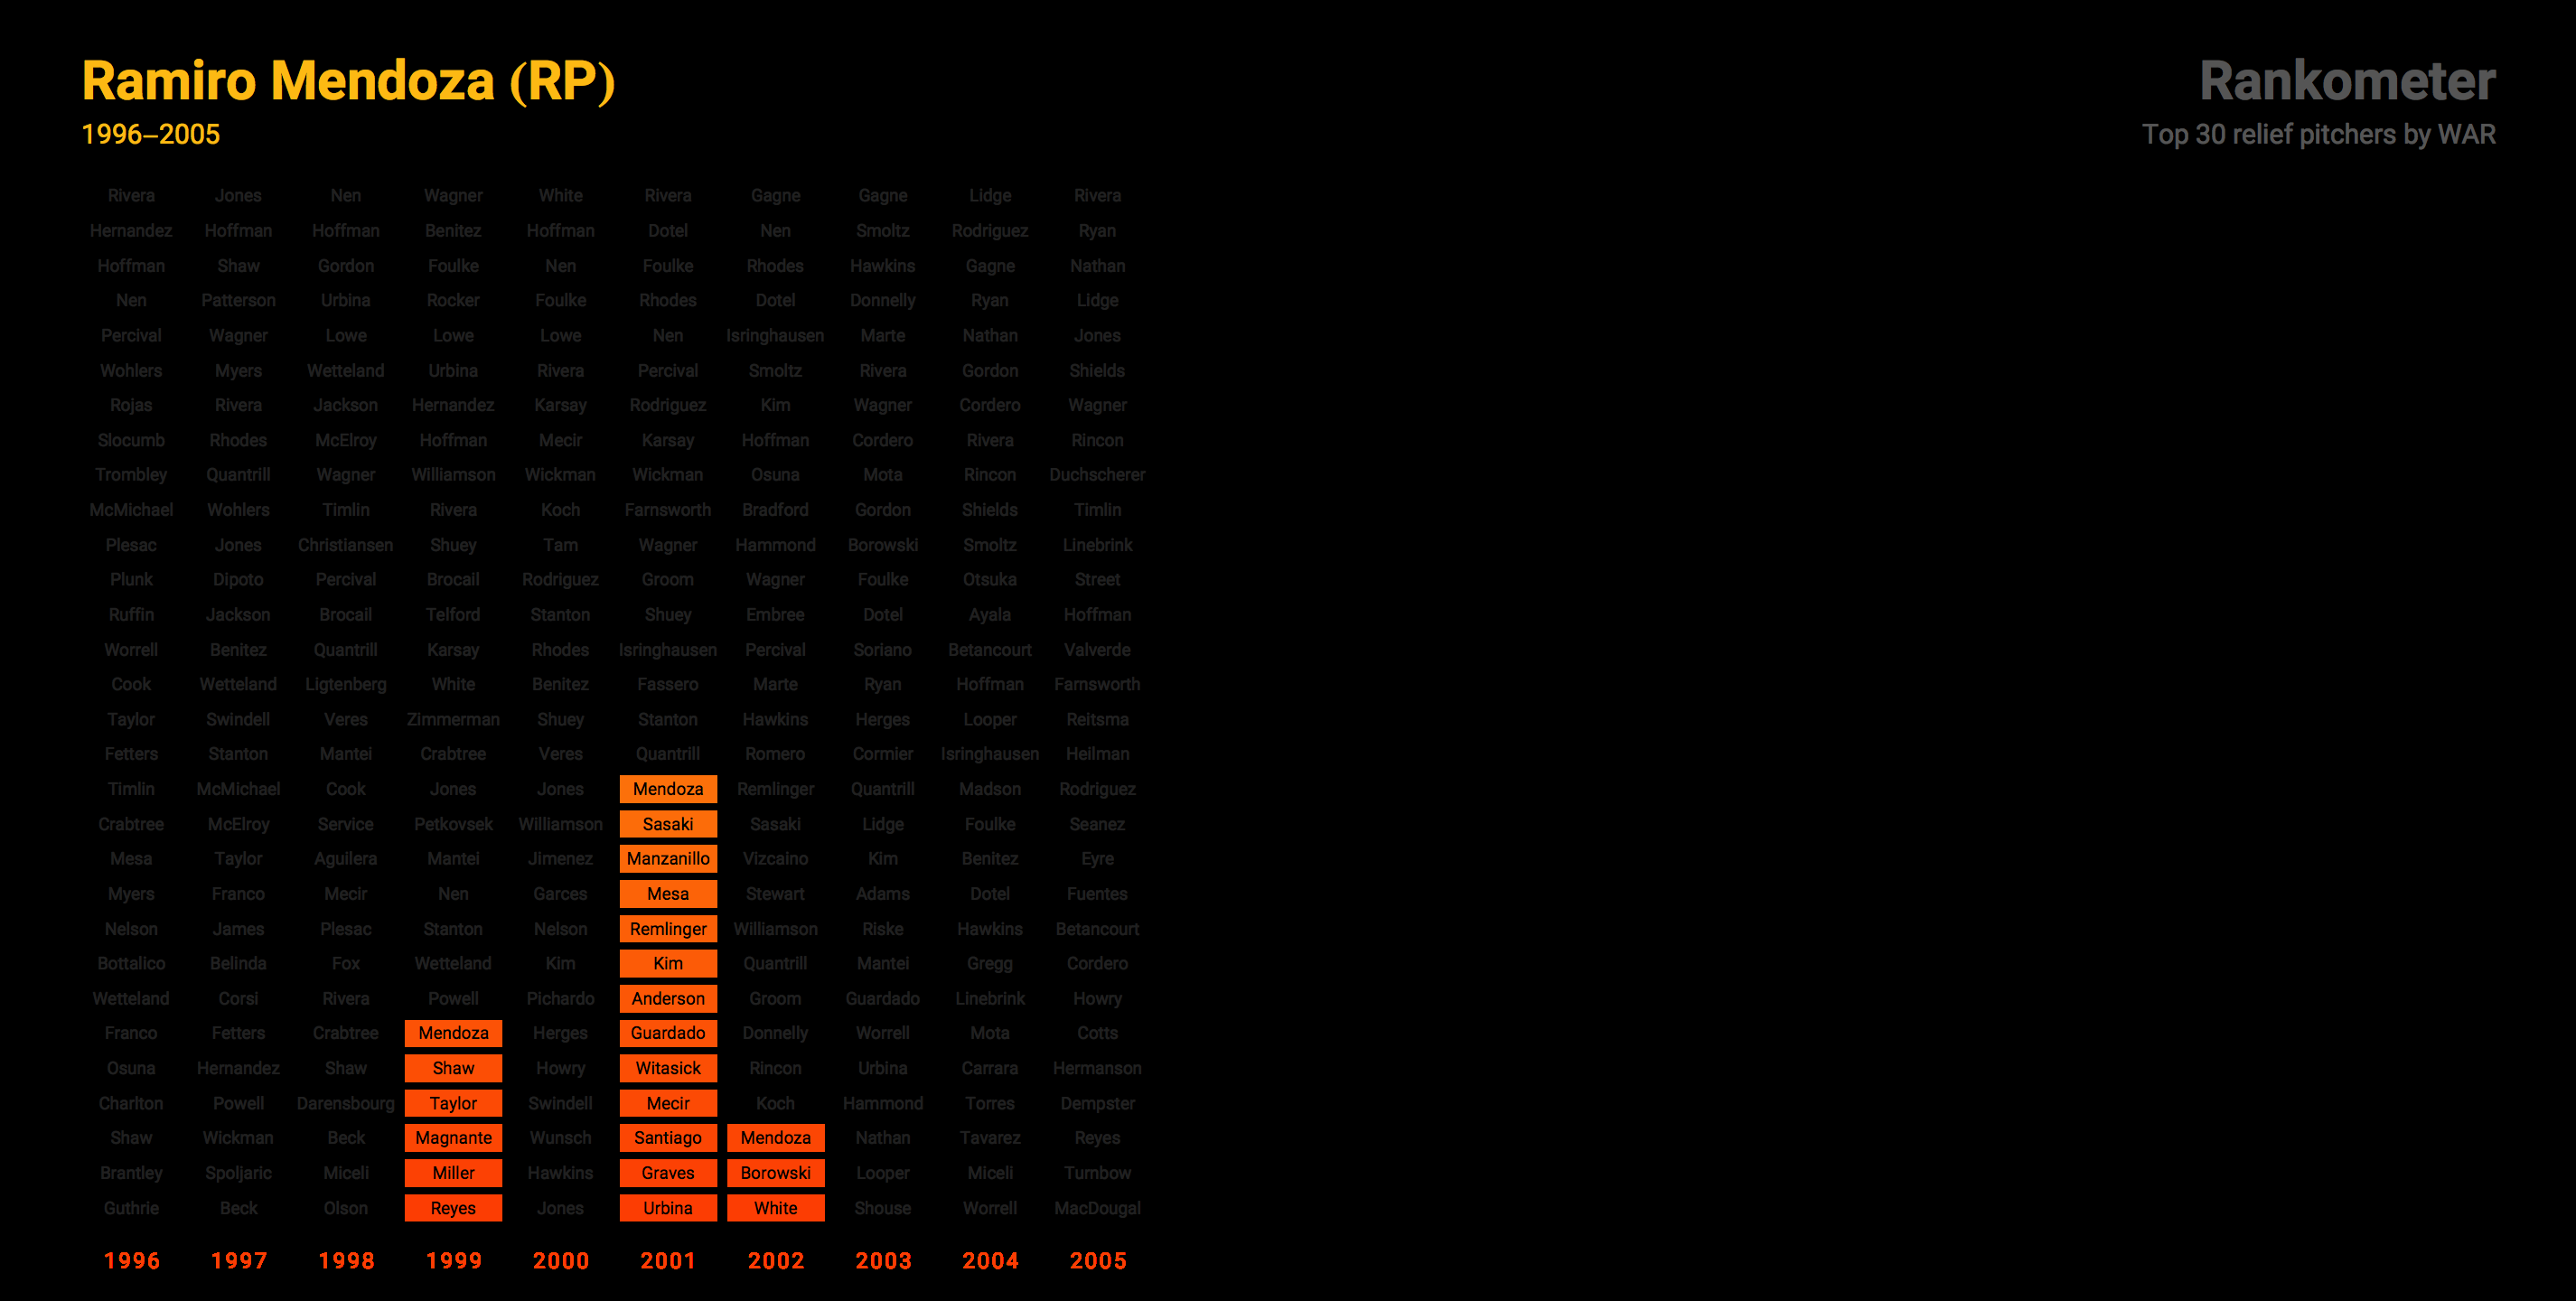 Ramiro Mendoza (RP)
1996–2005
Rankometer
Top 30 relief pitchers by WAR
Rivera Jones Nen Wagner White Rivera Gagne Gagne Lidge Rivera
Hernandez Hoffman Hoffman Benitez Hoffman Dotel Nen Smoltz Rodriguez Ryan
Hoffman Shaw Gordon Foulke Nen Foulke Rhodes Hawkins Gagne Nathan
Nen Patterson Urbina Rocker Foulke Rhodes Dotel Donnelly Ryan Lidge
Percival Wagner Lowe Lowe Lowe Nen Isringhausen Marte Nathan Jones
Wohlers Myers Wetteland Urbina Rivera Percival Smoltz Rivera Gordon Shields
Rojas Rivera Jackson Hernandez Karsay Rodriguez Kim Wagner Cordero Wagner
Slocumb Rhodes McElroy Hoffman Mecir Karsay Hoffman Cordero Rivera Rincon
Trombley Quantrill Wagner Williamson Wickman Wickman Osuna Mota Rincon Duchscherer
McMichael Wohlers Timlin Rivera Koch Farnsworth Bradford Gordon Shields Timlin
Plesac Jones Christiansen Shuey Tam Wagner Hammond Borowski Smoltz Linebrink
Plunk Dipoto Percival Brocail Rodriguez Groom Wagner Foulke Otsuka Street
Ruffin Jackson Brocail Telford Stanton Shuey Embree Dotel Ayala Hoffman
Worrell Benitez Quantrill Karsay Rhodes Isringhausen Percival Soriano Betancourt Valverde
Cook Wetteland Ligtenberg White Benitez Fassero Marte Ryan Hoffman Farnsworth
Taylor Swindell Veres Zimmerman Shuey Stanton Hawkins Herges Looper Reitsma
Fetters Stanton Mantei Crabtree Veres Quantrill Romero Cormier Isringhausen Heilman
Timlin McMichael Cook Jones Jones Mendoza Remlinger Quantrill Madson Rodriguez
Crabtree McElroy Service Petkovsek Williamson Sasaki Sasaki Lidge Foulke Seanez
Mesa Taylor Aguilera Mantei Jimenez Manzanillo Vizcaino Kim Benitez Eyre
Myers Franco Mecir Nen Garces Mesa Stewart Adams Dotel Fuentes
Nelson James Plesac Stanton Nelson Remlinger Williamson Riske Hawkins Betancourt
Bottalico Belinda Fox Wetteland Kim Kim Quantrill Mantei Gregg Cordero
Wetteland Corsi Rivera Powell Pichardo Anderson Groom Guardado Linebrink Howry
Franco Fetters Crabtree Mendoza Herges Guardado Donnelly Worrell Mota Cotts
Osuna Hernandez Shaw Shaw Howry Witasick Rincon Urbina Carrara Hermanson
Charlton Powell Darensbourg Taylor Swindell Mecir Koch Hammond Torres Dempster
Shaw Wickman Beck Magnante Wunsch Santiago Mendoza Nathan Tavarez Reyes
Brantley Spoljaric Miceli Miller Hawkins Graves Borowski Looper Miceli Turnbow
Guthrie Beck Olson Reyes Jones Urbina White Shouse Worrell MacDougal
1996 1997 1998 1999 2000 2001 2002 2003 2004 2005